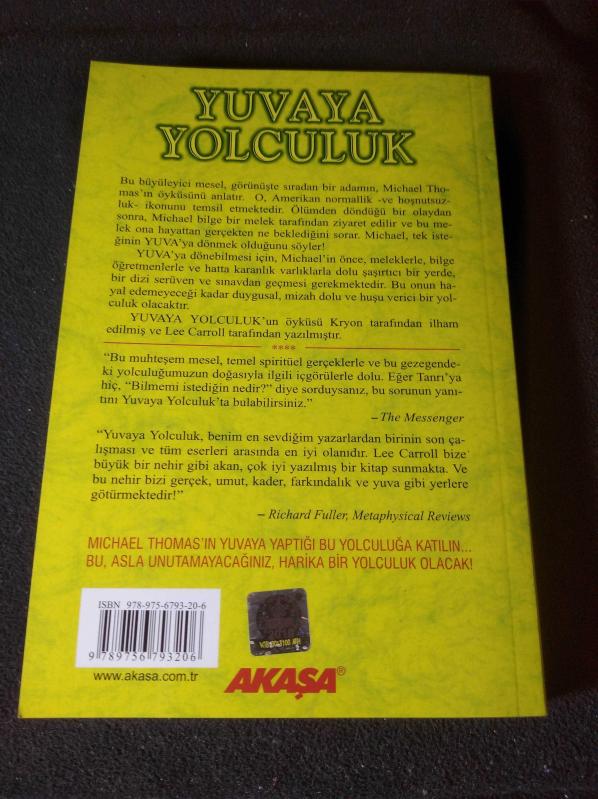 YUVAYA
YOLCULUK
Bu büyüleyici mesel, görünüşte sıradan bir adamın, Michael Tho-
mas'ın öyküsünü anlatır. O, Amerikan normallik -ve hoşnutsuz-
luk- ikonunu temsil etmektedir. Ölümden döndüğü bir olaydan
sonra, Michael bilge bir melek tarafından ziyaret edilir ve bu me-
lek ona hayattan gerçekten ne beklediğini sorar. Michael, tek iste-
ğinin YUVA'ya dönmek olduğunu söyler!
YUVA'ya dönebilmesi için, Michael'in önce, meleklerle, bilge
öğretmenlerle ve hatta karanlık varlıklarla dolu şaşırtıcı bir yerde,
bir dizi serüven ve sınavdan geçmesi gerekmektedir. Bu onun ha-
yal edemeyeceği kadar duygusal, mizah dolu ve huşu verici bir yol-
culuk olacaktır.
YUVAYA YOLCULUK'un öyküsü Kryon tarafından ilham
edilmiş ve Lee Carroll tarafından yazılmıştır.
****
“Bu muhteşem mesel, temel spiritüel gerçeklerle ve bu gezegende-
ki yolculuğumuzun doğasıyla ilgili içgörülerle dolu. Eğer Tanrı'ya
hiç, “Bilmemi istediğin nedir?” diye sorduysanız, bu sorunun yanı-
tını Yuvaya Yolculuk'ta bulabilirsiniz.”
– The Messenger
“Yuvaya Yolculuk, benim en sevdiğim yazarlardan birinin son ça-
lışması ve tüm eserleri arasında en iyi olanıdır. Lee Carroll bize
büyük bir nehir gibi akan, çok iyi yazılmış bir kitap sunmakta. Ve
bu nehir bizi gerçek, umut, kader, farkındalık ve yuva gibi yerlere
götürmektedir!”
– Richard Fuller, Metaphysical Reviews
MICHAEL THOMAS'IN YUVAYA YAPTIĞI BU YOLCULUĞA KATILIN...
BU, ASLA UNUTAMAYACAĞINIZ, HARİKA BİR YOLCULUK OLACAK!
ISBN 978-975-6793-20-6
9 789756 793206
www.akasa.com.tr
AKAŞA®